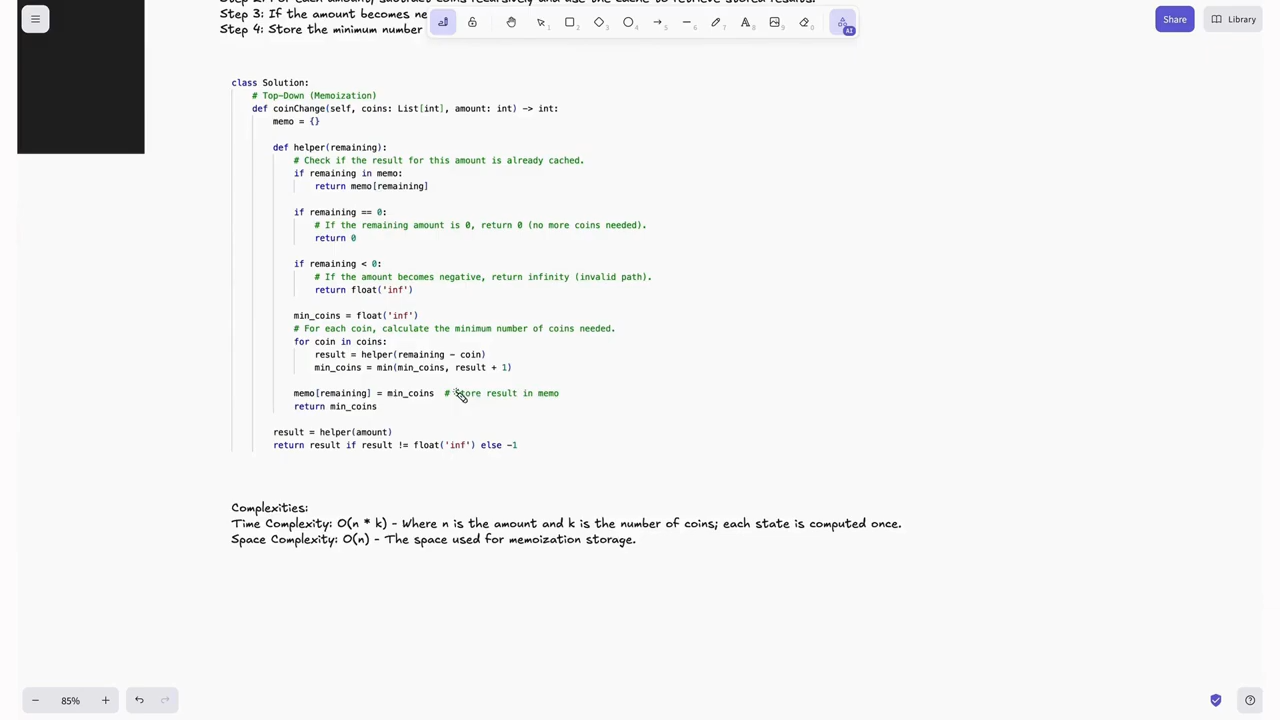 Step 3: If the amount becomes ne
Step 4: Store the minimum number
Share
Library
class Solution:
# Top-Down (Memoization)
def coinChange(self, coins: List[int], amount: int) -> int:
memo = {}
def helper(remaining):
# Check if the result for this amount is already cached.
if remaining in memo:
return memo[remaining]
if remaining == 0:
# If the remaining amount is 0, return 0 (no more coins needed).
return 0
if remaining < 0:
# If the amount becomes negative, return infinity (invalid path).
return float('inf')
min_coins = float('inf')
# For each coin, calculate the minimum number of coins needed.
for coin in coins:
result = helper(remaining - coin)
min_coins = min(min_coins, result + 1)
memo[remaining] = min_coins # Store result in memo
return min_coins
result = helper(amount)
return result if result != float('inf') else -1
Complexities:
Time Complexity: O(n * k) - Where n is the amount and k is the number of coins; each state is computed once.
Space Complexity: O(n) - The space used for memoization storage.
85%